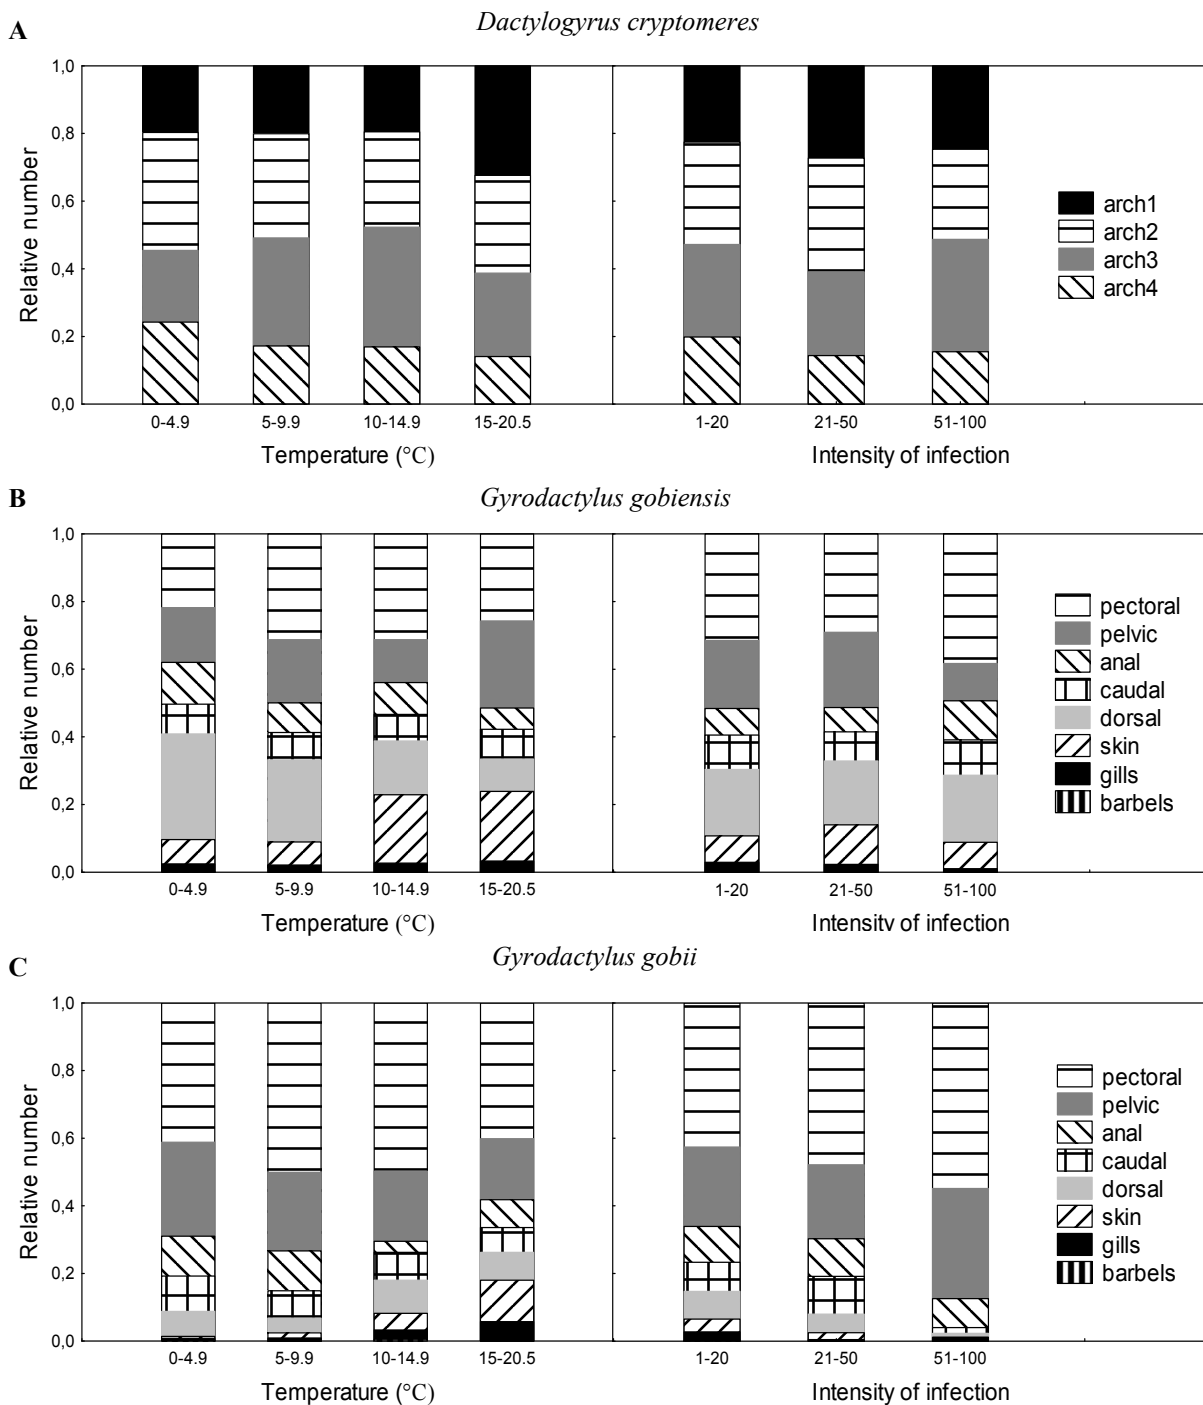 A
Dactylogyrus cryptomeres
1,0
0,8
0,6
0,4
0,2
0,0
Relative number
0-4.9 5-9.9 10-14.9 15-20.5
Temperature (°C)
1-20 21-50 51-100
Intensity of infection
arch1
arch2
arch3
arch4
B
Gyrodactylus gobiensis
1,0
0,8
0,6
0,4
0,2
0,0
Relative number
0-4.9 5-9.9 10-14.9 15-20.5
Temperature (°C)
1-20 21-50 51-100
Intensitv of infection
pectoral
pelvic
anal
caudal
dorsal
skin
gills
barbels
C
Gyrodactylus gobii
1,0
0,8
0,6
0,4
0,2
0,0
Relative number
0-4.9 5-9.9 10-14.9 15-20.5
Temperature (°C)
1-20 21-50 51-100
Intensity of infection
pectoral
pelvic
anal
caudal
dorsal
skin
gills
barbels